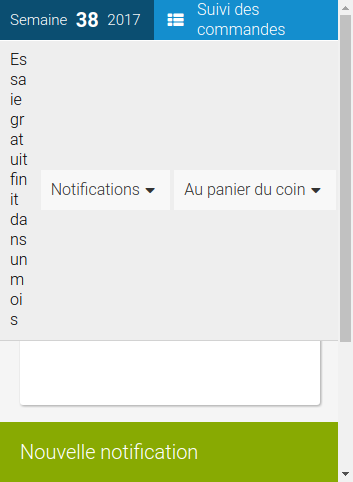 Semaine 38 2017
Suivi des
commandes
Es
sa
ie
gr
at
uit
fin
it
da
ns
un
m
oi
s
Notifications
Au panier du coin
Nouvelle notification